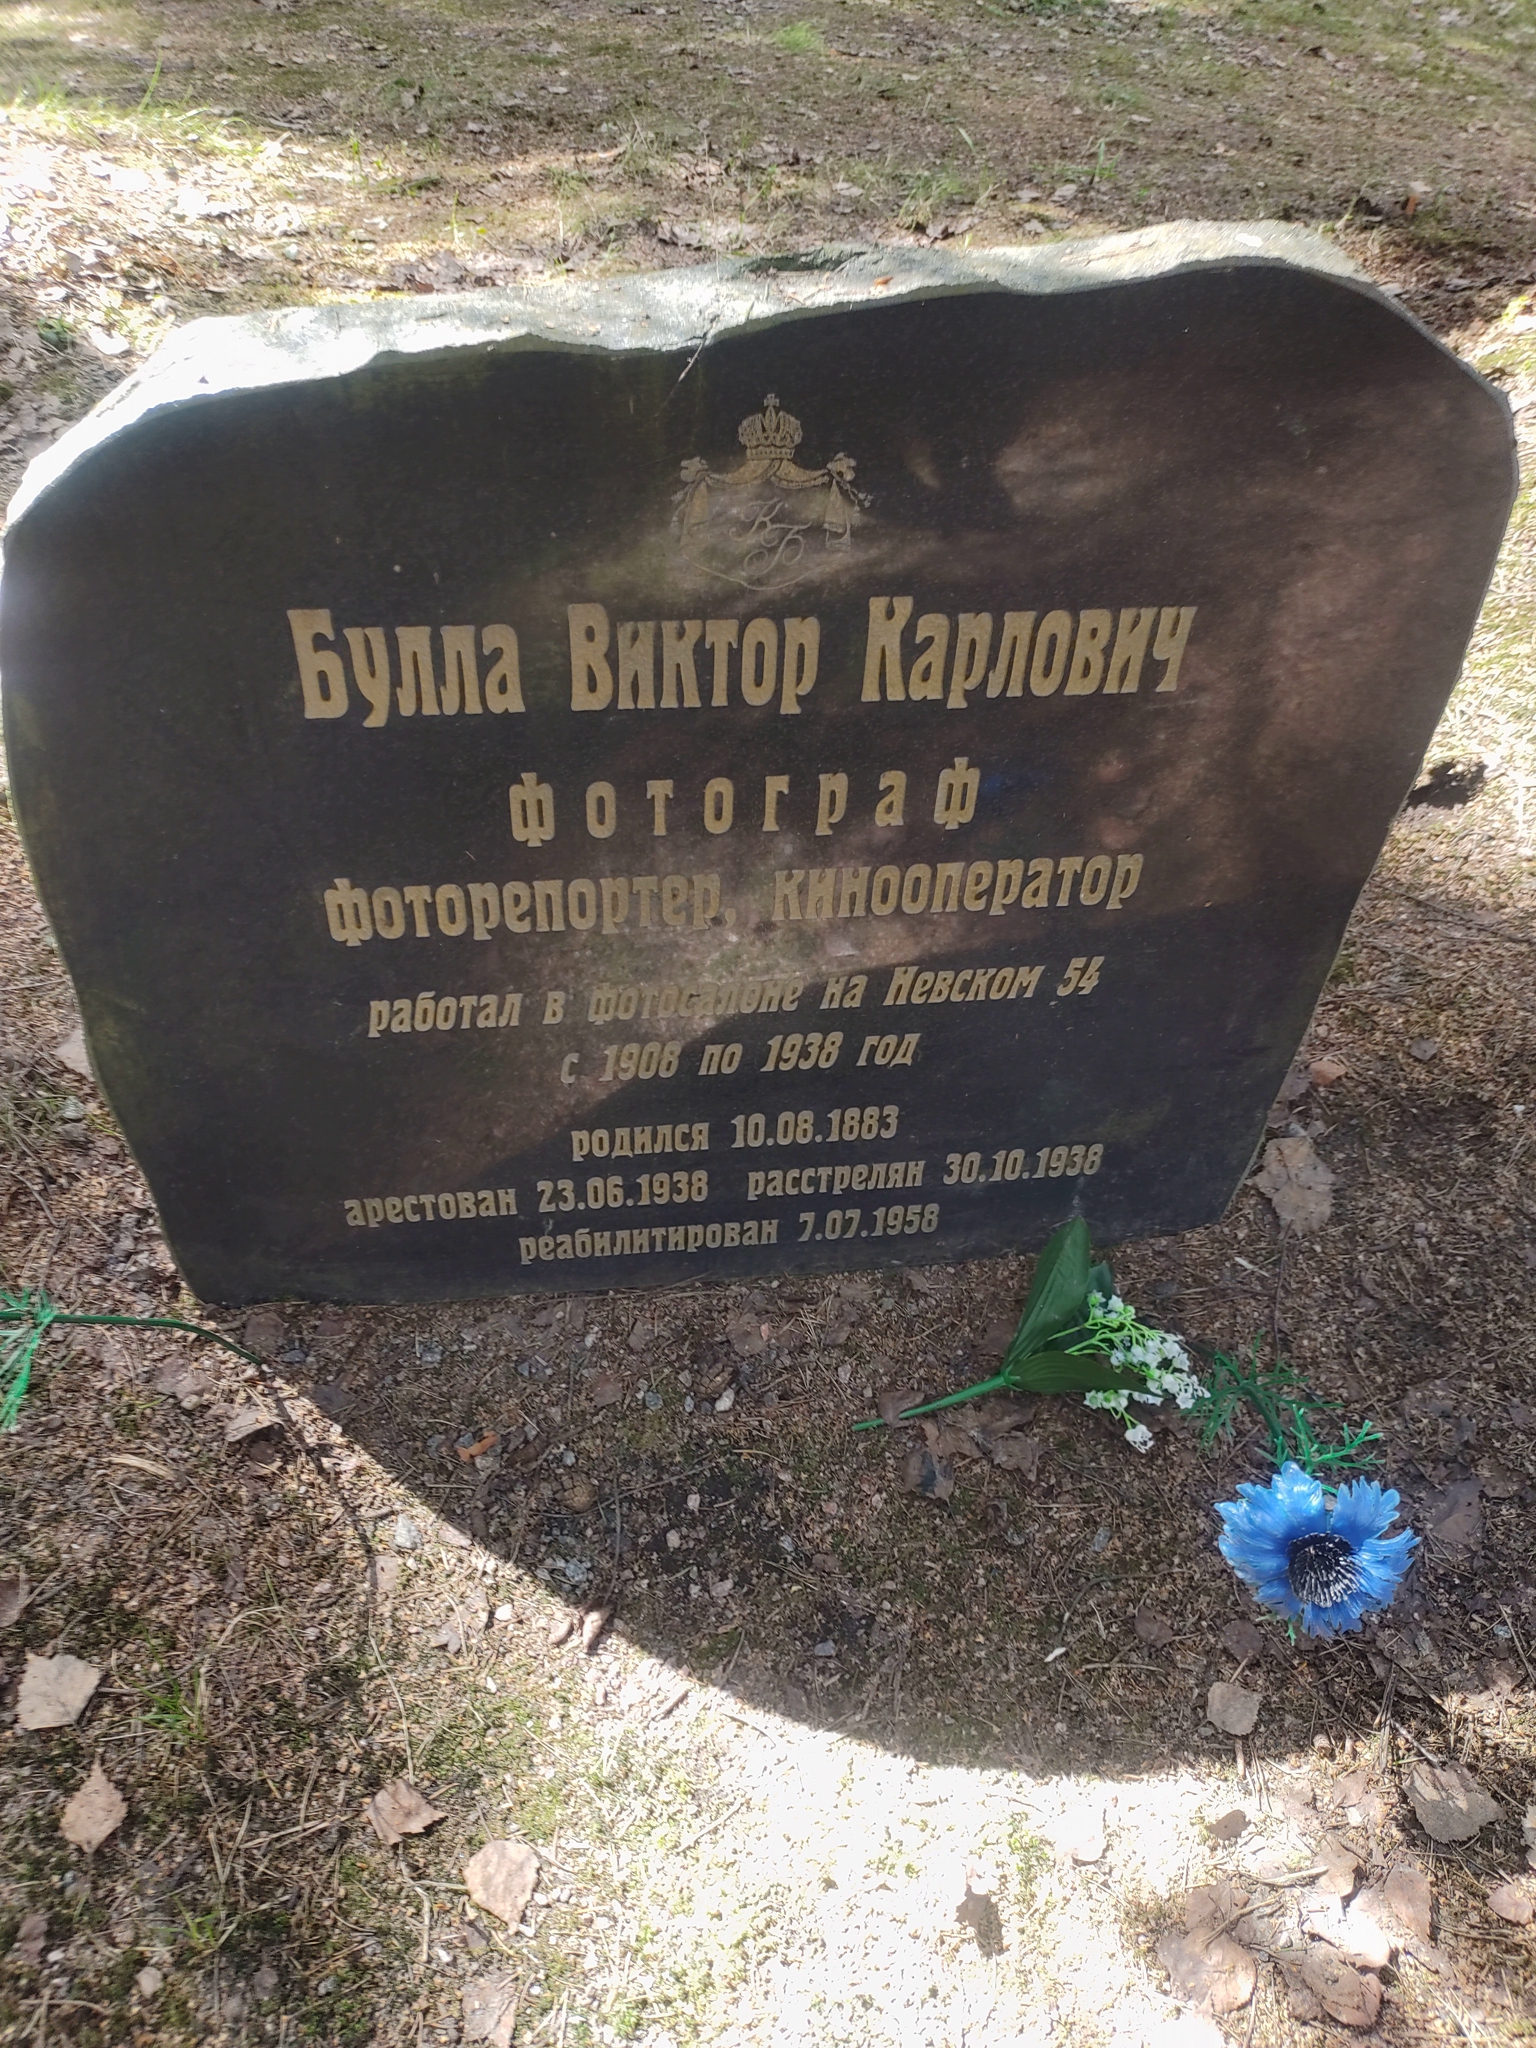 КБ
Булла Виктор Карлович
фотограф
фоторепортер, кинооператор
работал в фотосалоне на Невском 54
с 1908 по 1938 год
родился 10.08.1883
арестован 23.06.1938 расстрелян 30.10.1938
реабилитирован 7.07.1958